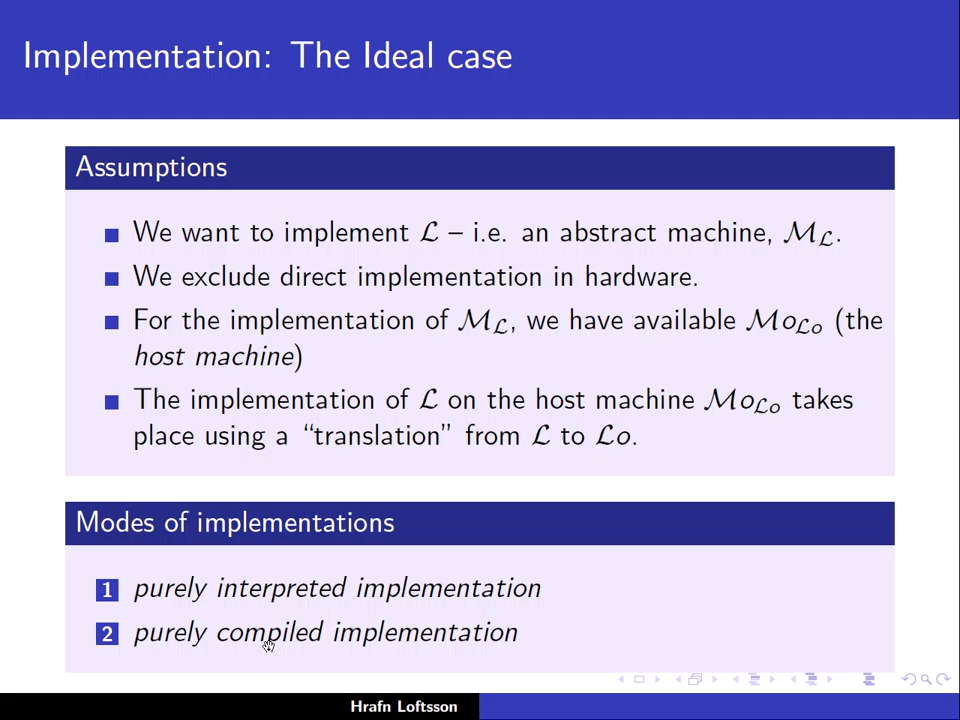 Implementation: The Ideal case
Assumptions
We want to implement ℒ – i.e. an abstract machine, ℳ_ℒ.
We exclude direct implementation in hardware.
For the implementation of ℳ_ℒ, we have available ℳo_ℒo (the
host machine)
The implementation of ℒ on the host machine ℳo_ℒo takes
place using a “translation” from ℒ to ℒo.
Modes of implementations
1 purely interpreted implementation
2 purely compiled implementation
Hrafn Loftsson